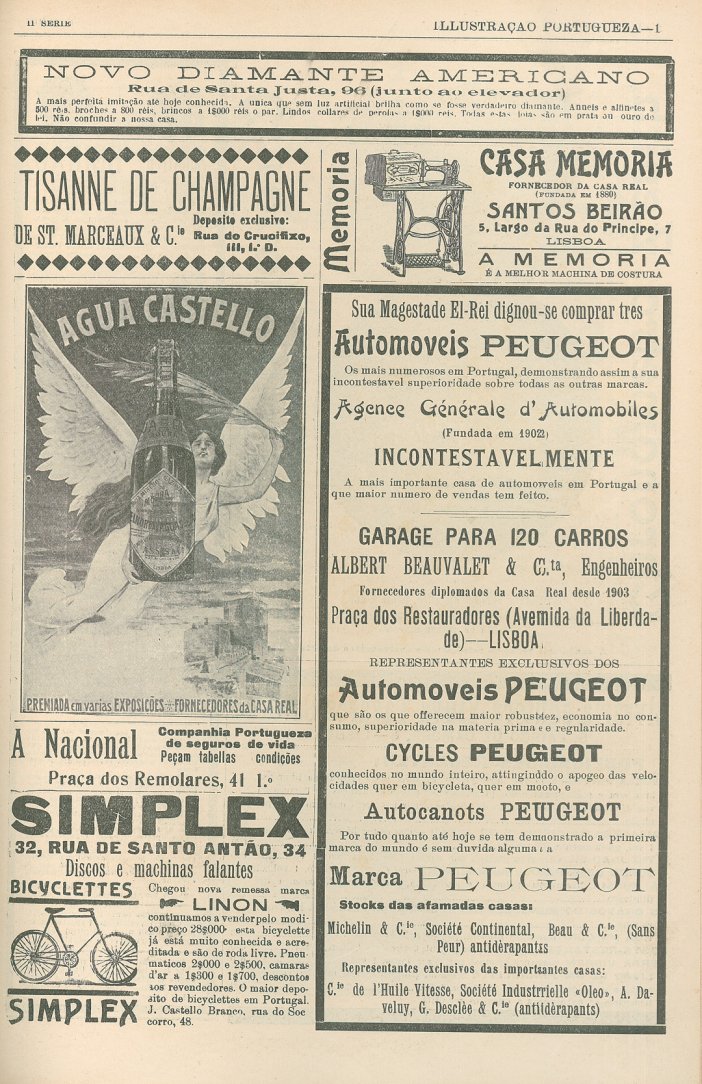 II SERIE
ILLUSTRAÇÃO PORTUGUEZA—1
NOVO DIAMANTE AMERICANO
Rua de Santa Justa, 96 (junto ao elevador)
A mais perfeita imitação até hoje conhecida. A unica que sem luz artificial brilha como se fosse verdadeiro diamante. Anneis e alfinetes a
500 réis, broches a 800 réis, brincos a 1$000 réis o par. Lindos collares de perolas a 1$000 réis. Todas estas joias são em prata ou ouro de
lei. Não confundir a nossa casa.
TISANNE DE CHAMPAGNE
DE ST. MARCEAUX & C.ie
Deposito exclusivo:
Rua do Crucifixo,
111, 1.º D.
Memoria
CASA MEMORIA
FORNECEDOR DA CASA REAL
(FUNDADA EM 1880)
SANTOS BEIRÃO
5, Largo da Rua do Principe, 7
LISBOA
A MEMORIA
É A MELHOR MACHINA DE COSTURA
AGUA CASTELLO
PREMIADA em varias EXPOSIÇÕES FORNECEDORES da CASA REAL
A Nacional
Companhia Portugueza
de seguros de vida
Peçam tabellas condições
Praça dos Remolares, 41 1.º
SIMPLEX
32, RUA DE SANTO ANTÃO, 34
Discos e machinas falantes
BICYCLETTES
SIMPLEX
Chegou nova remessa marca
LINON
continuamos a vender pelo modi-
co preço 28$000 esta bicyclette
já está muito conhecida e acre-
ditada e são de roda livre. Pneu-
maticos 2$000 e 2$500, camaras
d'ar a 1$300 e 1$700, descontos
aos revendedores. O maior depo-
sito de bicyclettes em Portugal.
J. Castello Branco, rua do Soc
corro, 48.
Sua Magestade El-Rei dignou-se comprar tres
Automoveis PEUGEOT
Os mais numerosos em Portugal, demonstrando assim a sua
incontestavel superioridade sobre todas as outras marcas.
Agence Générale d'Automobiles
(Fundada em 1902)
INCONTESTAVELMENTE
A mais importante casa de automoveis em Portugal e a
que maior numero de vendas tem feito.
GARAGE PARA 120 CARROS
ALBERT BEAUVALET & C.ta, Engenheiros
Fornecedores diplomados da Casa Real desde 1903
Praça dos Restauradores (Avemida da Liberda-
de)—LISBOA
REPRESENTANTES EXCLUSIVOS DOS
Automoveis PEUGEOT
que são os que offerecem maior robustez, economia no con-
sumo, superioridade na materia prima e regularidade.
CYCLES PEUGEOT
conhecidos no mundo inteiro, attingindo o apogeo das velo-
cidades quer em bicycleta, quer em mooto, e
Autocanots PEUGEOT
Por tudo quanto até hoje se tem demonstrado a primeira
marca do mundo é sem duvida alguma a
Marca PEUGEOT
Stocks das afamadas casas:
Michelin & C.ie, Société Continental, Beau & C.ie, (Sans
Peur) antidèrapantxs
Representantes exclusivos das importantes casas:
C.ie de l'Huile Vitesse, Société Industrrielle «Oleo», A. Da-
veluy, G. Desclèe & C.ie (antitdèrapants)